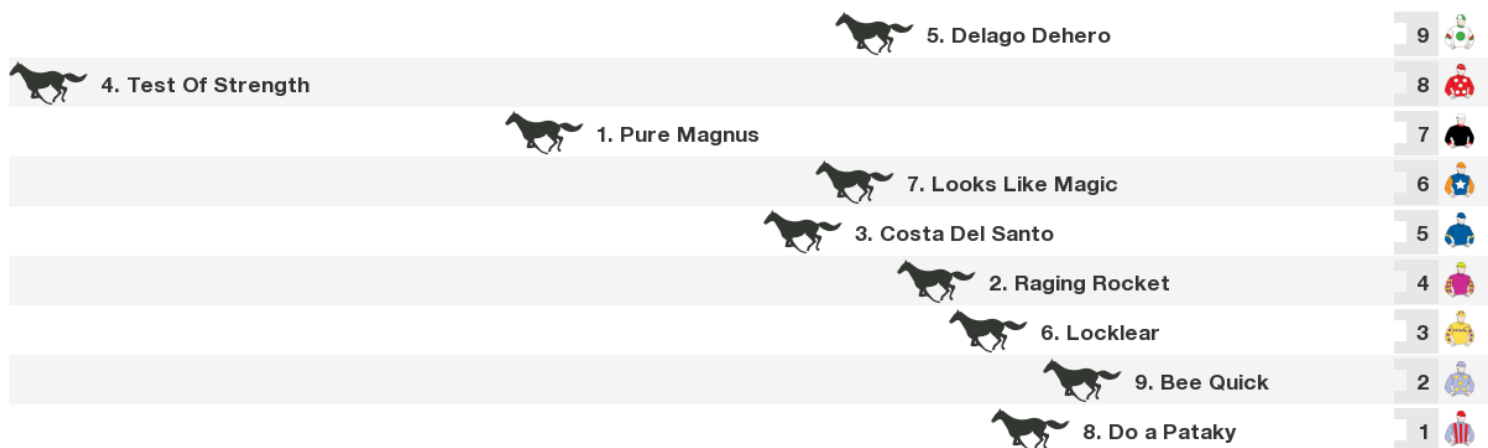 5. Delago Dehero 9
4. Test Of Strength 8
1. Pure Magnus 7
7. Looks Like Magic 6
3. Costa Del Santo 5
2. Raging Rocket 4
6. Locklear 3
9. Bee Quick 2
8. Do a Pataky 1